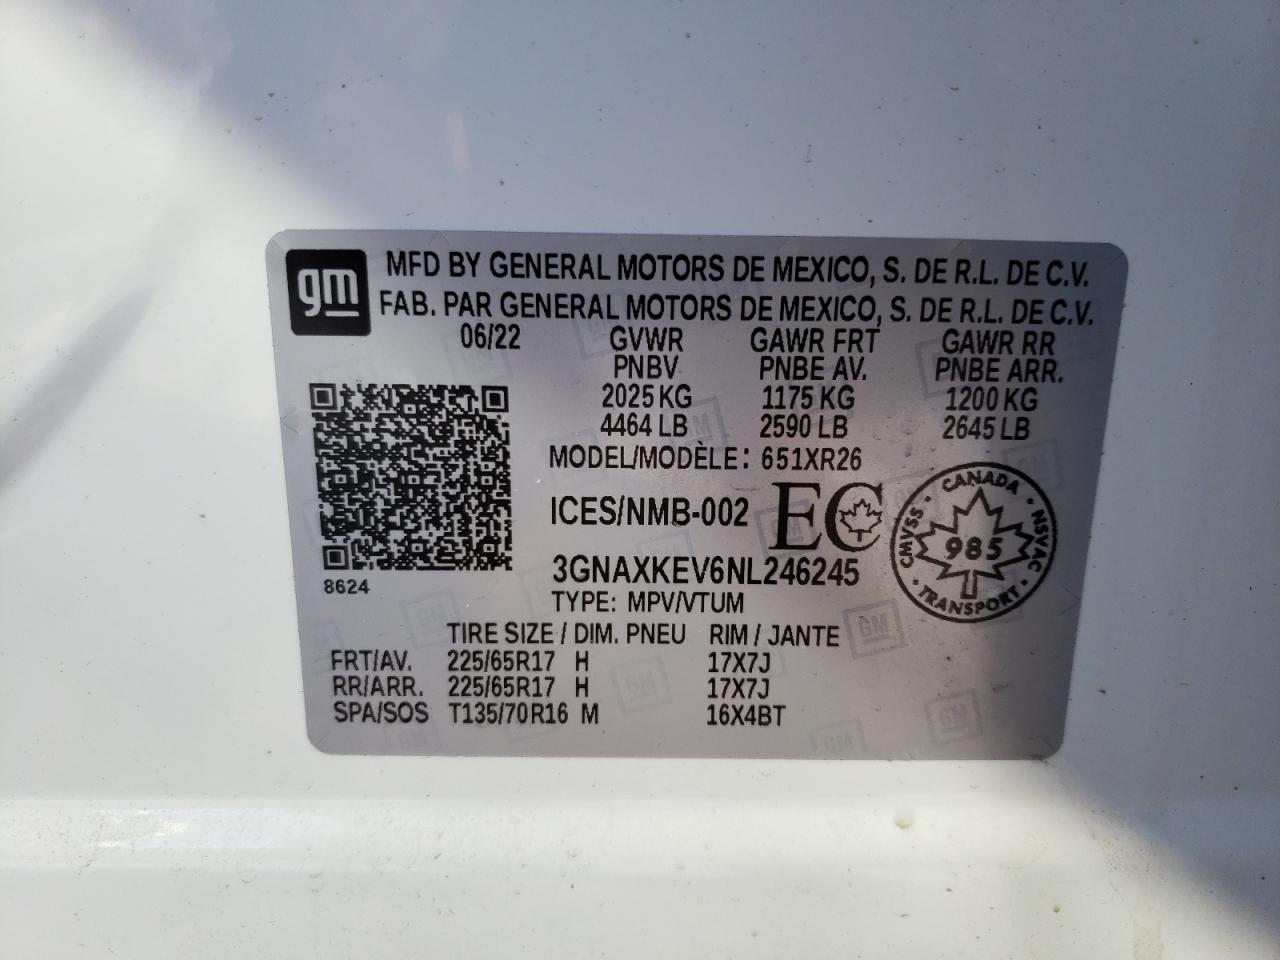 gm
MFD BY GENERAL MOTORS DE MEXICO, S. DE R.L. DE C.V.
FAB. PAR GENERAL MOTORS DE MEXICO, S. DE R.L. DE C.V.
06/22 GVWR GAWR FRT GAWR RR
PNBV PNBE AV. PNBE ARR.
2025 KG 1175 KG 1200 KG
4464 LB 2590 LB 2645 LB
MODEL/MODÈLE: 651XR26
ICES/NMB-002 EC
CANADA
CMVSS 985 NSVAC
TRANSPORT
3GNAXKEV6NL246245
8624
TYPE: MPV/VTUM
TIRE SIZE / DIM. PNEU RIM / JANTE
FRT/AV. 225/65R17 H 17X7J
RR/ARR. 225/65R17 H 17X7J
SPA/SOS T135/70R16 M 16X4BT